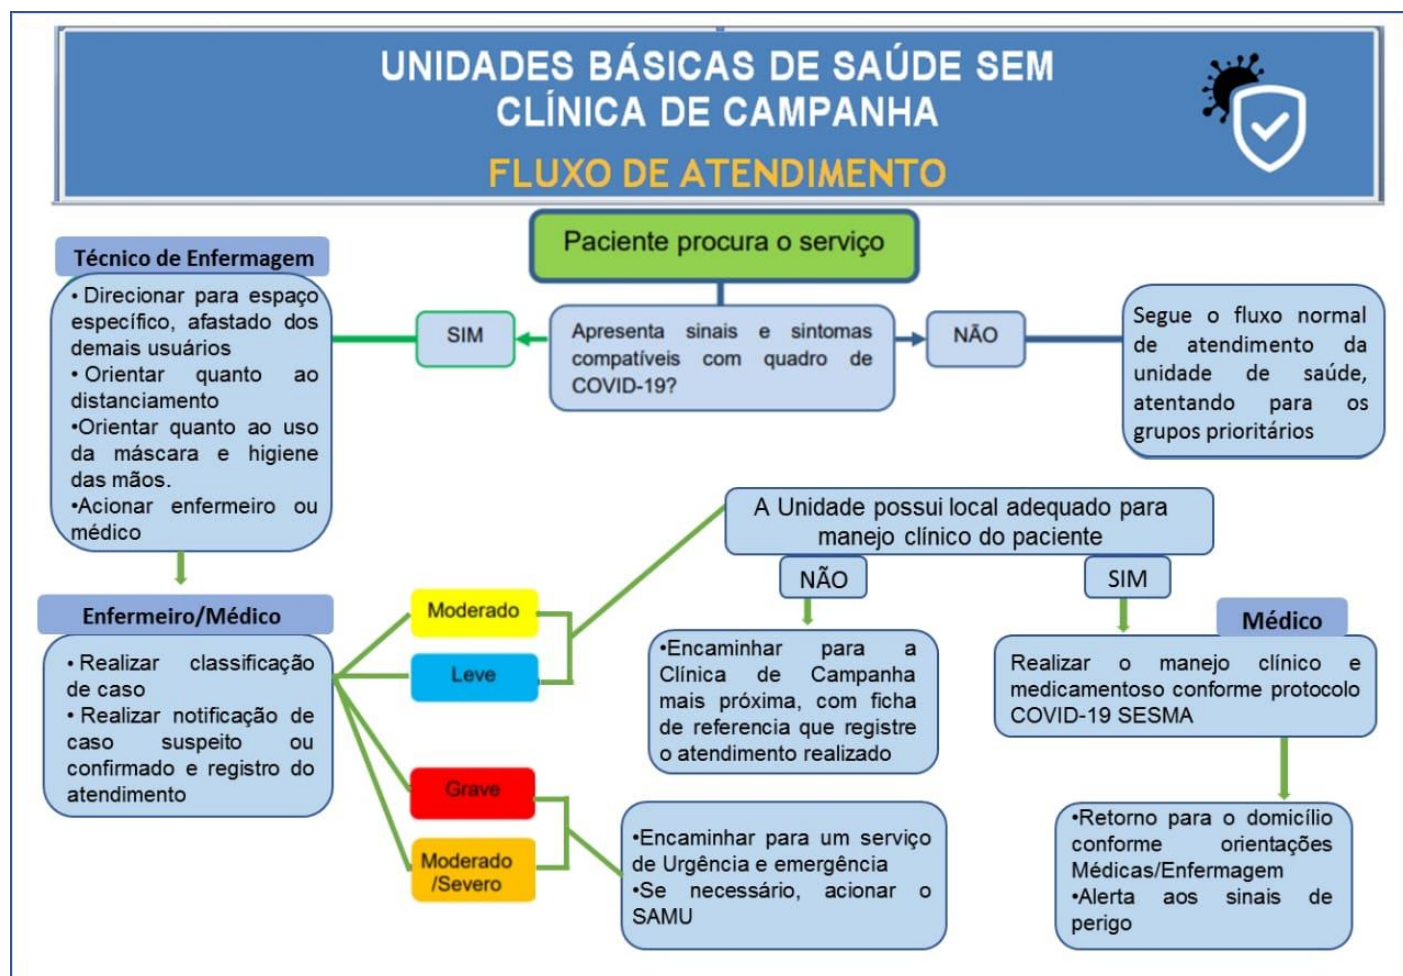 UNIDADES BÁSICAS DE SAÚDE SEM
CLÍNICA DE CAMPANHA
FLUXO DE ATENDIMENTO
Paciente procura o serviço
Apresenta sinais e sintomas
compatíveis com quadro de
COVID-19?
SIM
NÃO
Segue o fluxo normal
de atendimento da
unidade de saúde,
atentando para os
grupos prioritários
Técnico de Enfermagem
• Direcionar para espaço
específico, afastado dos
demais usuários
• Orientar quanto ao
distanciamento
•Orientar quanto ao uso
da máscara e higiene
das mãos.
•Acionar enfermeiro ou
médico
Enfermeiro/Médico
• Realizar classificação
de caso
• Realizar notificação de
caso suspeito ou
confirmado e registro do
atendimento
Moderado
Leve
Grave
Moderado
/Severo
A Unidade possui local adequado para
manejo clínico do paciente
NÃO
SIM
•Encaminhar para a
Clínica de Campanha
mais próxima, com ficha
de referencia que registre
o atendimento realizado
Médico
Realizar o manejo clínico e
medicamentoso conforme protocolo
COVID-19 SESMA
•Encaminhar para um serviço
de Urgência e emergência
•Se necessário, acionar o
SAMU
•Retorno para o domicílio
conforme orientações
Médicas/Enfermagem
•Alerta aos sinais de
perigo